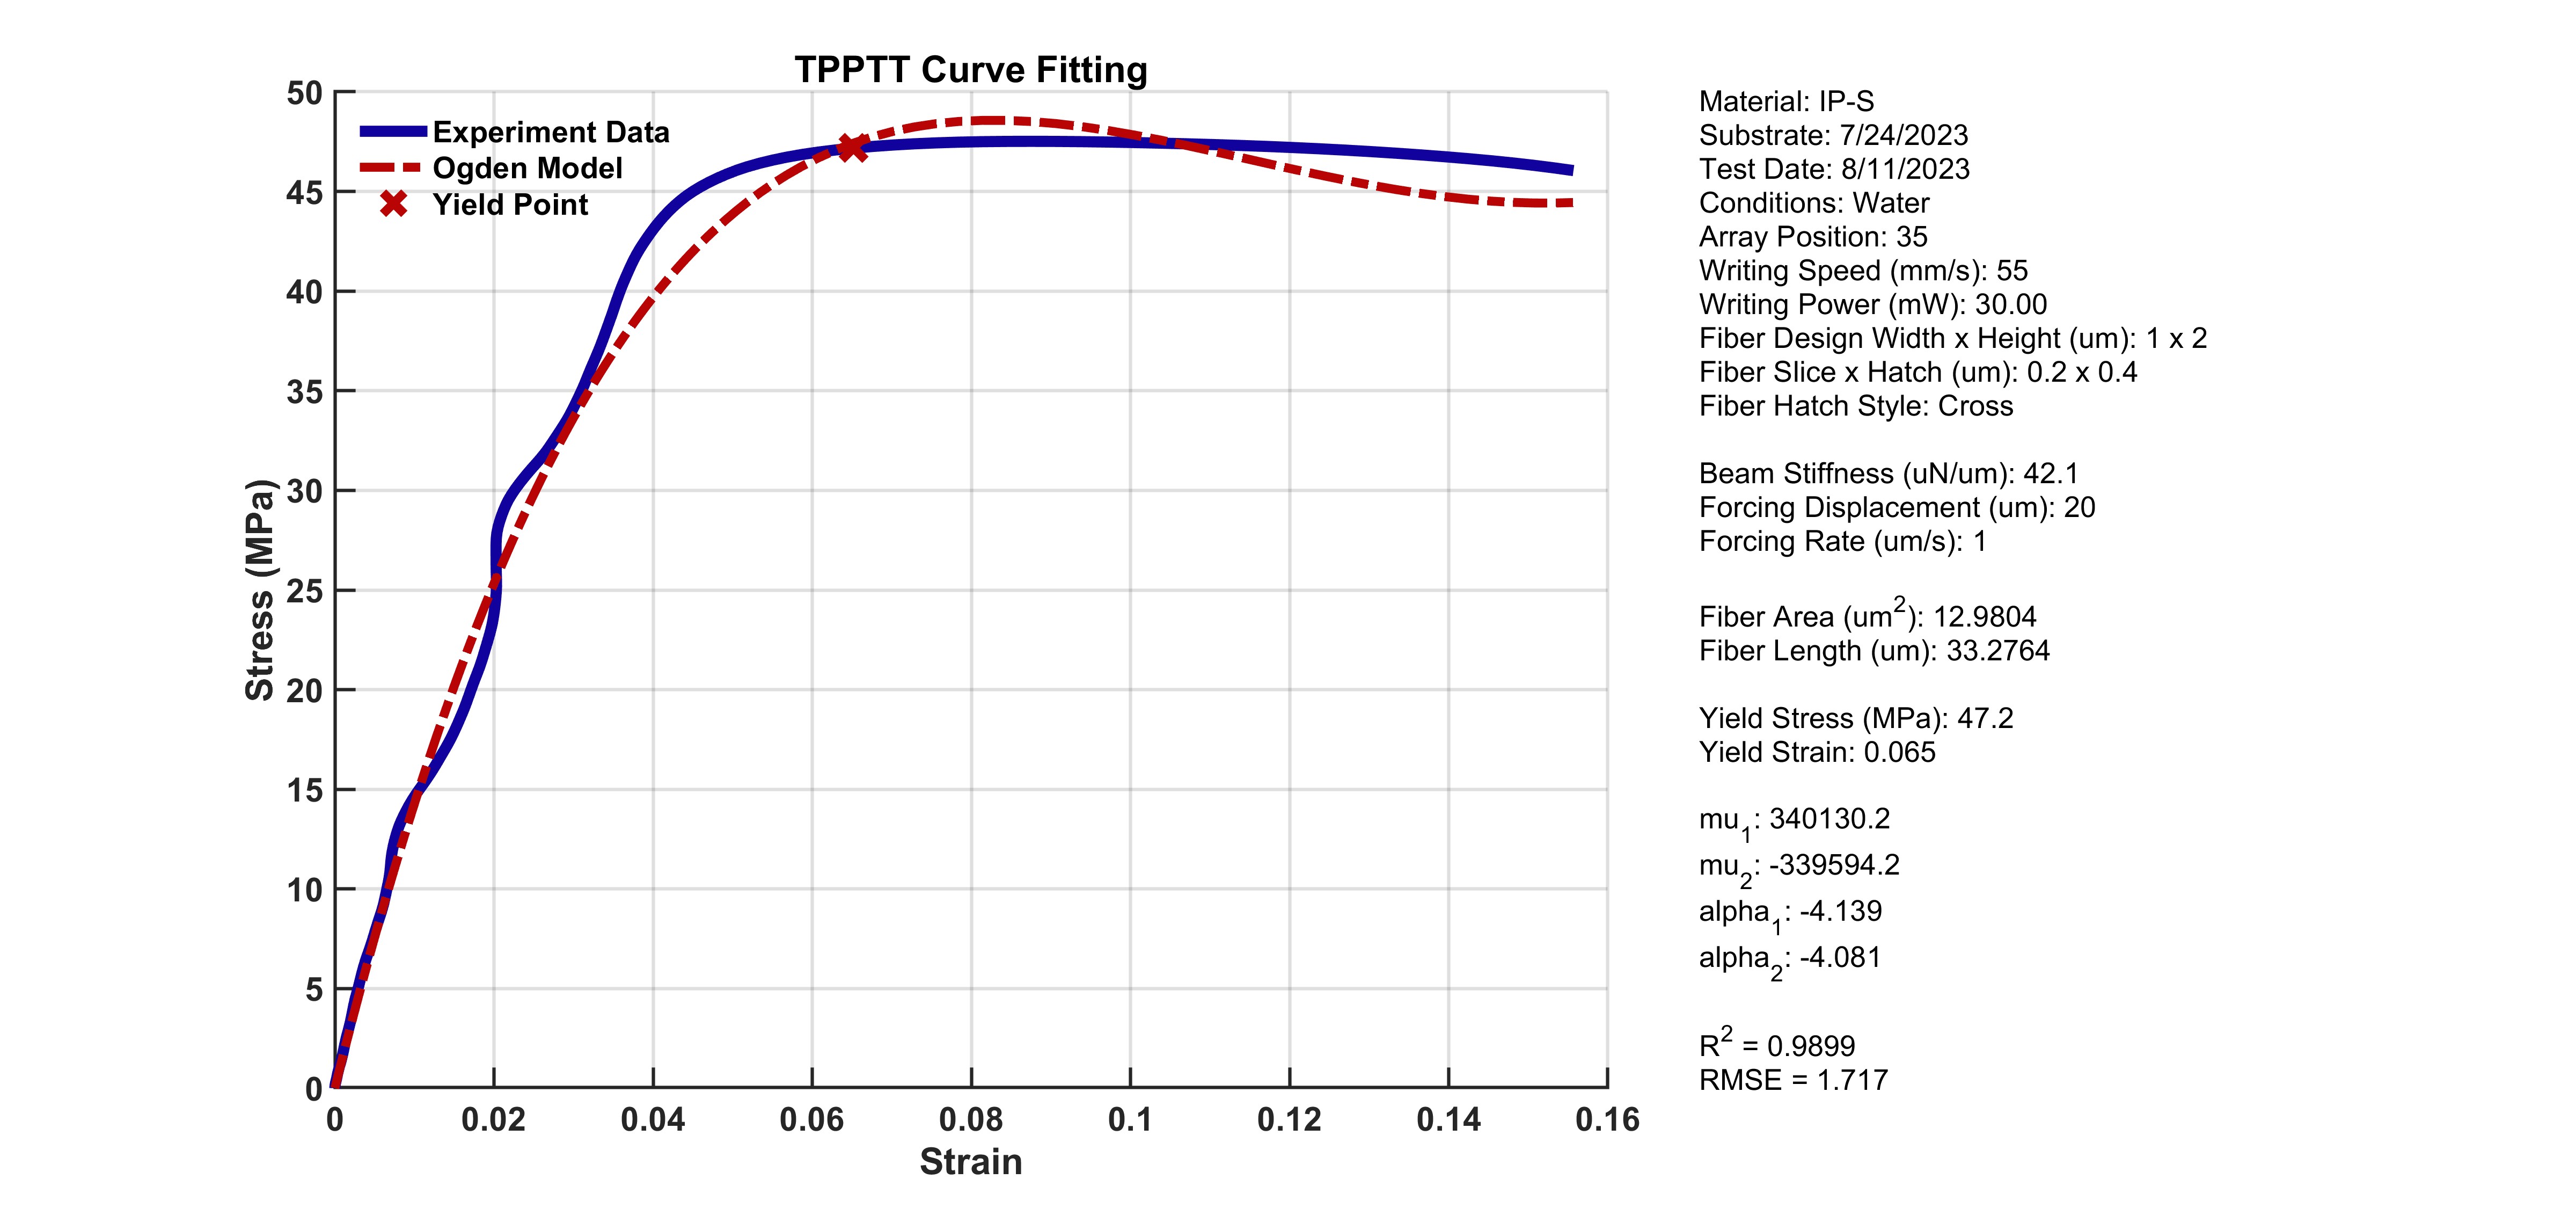 TPPTT Curve Fitting
50
45
40
35
30
25
20
15
10
5
0
Stress (MPa)
Experiment Data
Ogden Model
Yield Point
0 0.02 0.04 0.06 0.08 0.1 0.12 0.14 0.16
Strain
Material: IP-S
Substrate: 7/24/2023
Test Date: 8/11/2023
Conditions: Water
Array Position: 35
Writing Speed (mm/s): 55
Writing Power (mW): 30.00
Fiber Design Width x Height (um): 1 x 2
Fiber Slice x Hatch (um): 0.2 x 0.4
Fiber Hatch Style: Cross
Beam Stiffness (uN/um): 42.1
Forcing Displacement (um): 20
Forcing Rate (um/s): 1
Fiber Area (um²): 12.9804
Fiber Length (um): 33.2764
Yield Stress (MPa): 47.2
Yield Strain: 0.065
mu₁: 340130.2
mu₂: -339594.2
alpha₁: -4.139
alpha₂: -4.081
R² = 0.9899
RMSE = 1.717